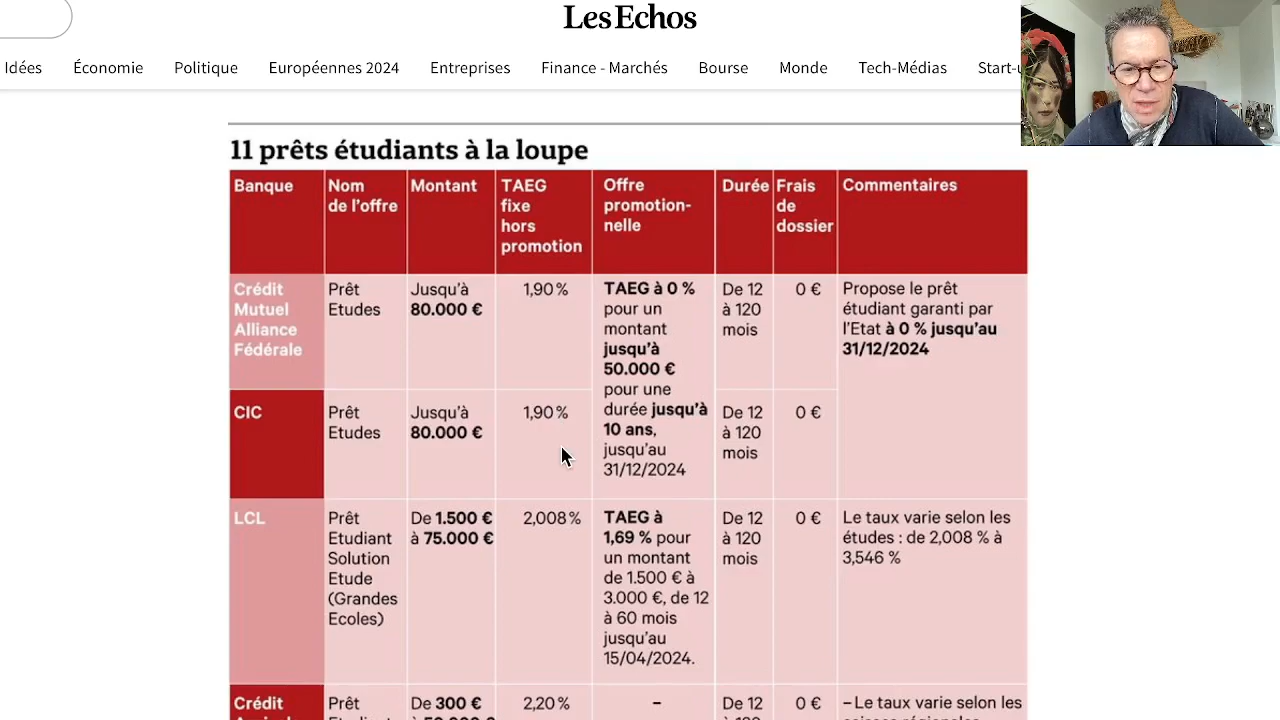 Les Echos
Idées Économie Politique Européennes 2024 Entreprises Finance - Marchés Bourse Monde Tech-Médias Start-u
11 prêts étudiants à la loupe
Banque
Nom
de l’offre
Montant
TAEG
fixe
hors
promotion
Offre
promotion-
nelle
Durée
Frais
de
dossier
Commentaires
Crédit
Mutuel
Alliance
Fédérale
Prêt
Etudes
Jusqu’à
80.000 €
1,90 %
TAEG à 0 %
pour un
montant
jusqu’à
50.000 €
pour une
durée jusqu’à
10 ans,
jusqu’au
31/12/2024
De 12
à 120
mois
0 €
Propose le prêt
étudiant garanti par
l’Etat à 0 % jusqu’au
31/12/2024
CIC
Prêt
Etudes
Jusqu’à
80.000 €
1,90 %
De 12
à 120
mois
0 €
LCL
Prêt
Etudiant
Solution
Etude
(Grandes
Ecoles)
De 1.500 €
à 75.000 €
2,008 %
TAEG à
1,69 % pour
un montant
de 1.500 € à
3.000 €, de 12
à 60 mois
jusqu’au
15/04/2024.
De 12
à 120
mois
0 €
Le taux varie selon les
études : de 2,008 % à
3,546 %
Crédit
Prêt
De 300 €
2,20 %
–
De 12
0 €
– Le taux varie selon les